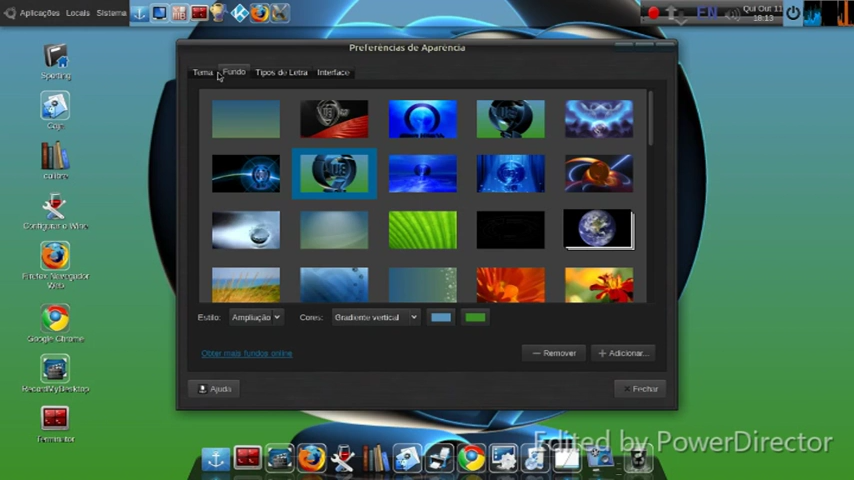 Aplicações Locais Sistema
EN
Qui Out 11
18:13
Preferências de Aparência
Tema Fundo Tipos de Letra Interface
Sporting
calibre
Configurar o Wine
Firefox Navegador
Web
Google Chrome
RecordMyDesktop
Terminator
Estilo: Ampliação Cores: Gradiente vertical
Obter mais fundos online
Remover Adicionar...
Ajuda Fechar
Edited by PowerDirector